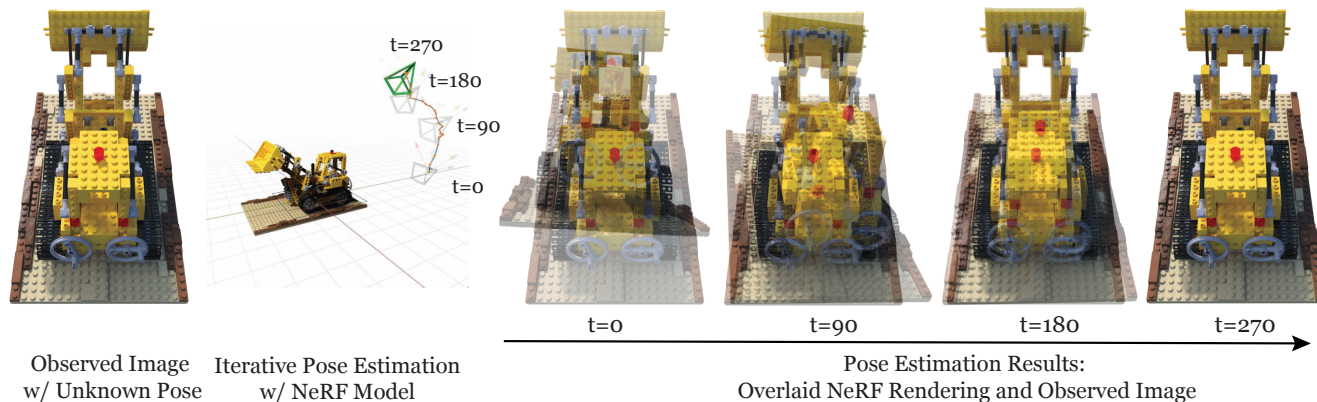 t=270
t=180
t=90
t=0
t=0
t=90
t=180
t=270
Observed Image
w/ Unknown Pose
Iterative Pose Estimation
w/ NeRF Model
Pose Estimation Results:
Overlaid NeRF Rendering and Observed Image